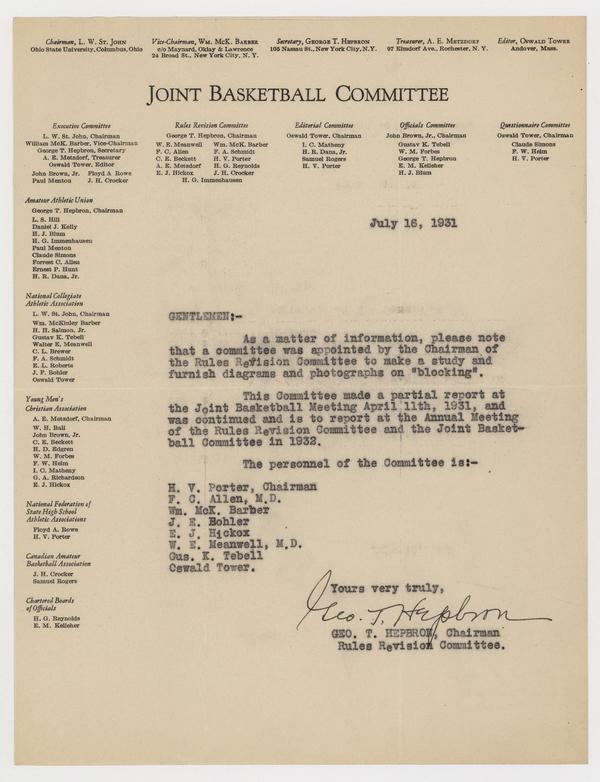 Chairman, L. W. St. John
Ohio State University, Columbus, Ohio
Vice-Chairman, Wm. McK. Barber
c/o Maynard, Oakley & Lawrence
24 Broad St., New York City, N. Y.
Secretary, George T. Hepbron
105 Nassau St., New York City, N.Y.
Treasurer, A. E. Metzdorf
97 Elmdorf Ave., Rochester, N. Y.
Editor, Oswald Tower
Andover, Mass.
Joint Basketball Committee
Executive Committee
L. W. St. John, Chairman
William McK. Barber, Vice-Chairman
George T. Hepbron, Secretary
A. E. Metzdorf, Treasurer
Oswald Tower, Editor
John Brown, Jr. Floyd A. Rowe
Paul Menton J. H. Crocker
Rules Revision Committee
George T. Hepbron, Chairman
W. E. Meanwell Wm. McK. Barber
F. C. Allen F. A. Schmidt
C. E. Beckett H. V. Porter
A. E. Metzdorf H. G. Reynolds
E. J. Hickox J. H. Crocker
H. G. Immenhausen
Editorial Committee
Oswald Tower, Chairman
I. C. Matheny
H. R. Dana, Jr.
Samuel Rogers
H. V. Porter
Officials Committee
John Brown, Jr., Chairman
Gustav K. Tebell
W. M. Forbes
George T. Hepbron
E. M. Kelleher
H. J. Blum
Questionnaire Committee
Oswald Tower, Chairman
Claude Simons
F. W. Heim
H. V. Porter
Amateur Athletic Union
George T. Hepbron, Chairman
L. S. Hill
Daniel J. Kelly
H. J. Blum
H. G. Immenhausen
Paul Menton
Claude Simons
Forrest C. Allen
Ernest P. Hunt
H. R. Dana, Jr.
National Collegiate
Athletic Association
L. W. St. John, Chairman
Wm. McKinley Barber
H. H. Salmon, Jr.
Gustav K. Tebell
Walter E. Meanwell
C. L. Brewer
F. A. Schmidt
E. L. Roberts
J. F. Bohler
Oswald Tower
Young Men's
Christian Association
A. E. Metzdorf, Chairman
W. H. Ball
John Brown, Jr.
C. E. Beckett
H. D. Edgren
W. M. Forbes
F. W. Heim
I. C. Matheny
G. A. Richardson
E. J. Hickox
National Federation of
State High School
Athletic Associations
Floyd A. Rowe
H. V. Porter
Canadian Amateur
Basketball Association
J. H. Crocker
Samuel Rogers
Chartered Boards
of Officials
H. G. Reynolds
E. M. Kelleher
July 16, 1931
GENTLEMEN:-
As a matter of information, please note
that a committee was appointed by the Chairman of
the Rules Revision Committee to make a study and
furnish diagrams and photographs on "blocking".
This Committee made a partial report at
the Joint Basketball Meeting April 11th, 1931, and
was continued and is to report at the Annual Meeting
of the Rules Revision Committee and the Joint Basket-
ball Committee in 1932.
The personnel of the Committee is:-
H. V. Porter, Chairman
F. C. Allen, M.D.
Wm. McK. Barber
J. E. Bohler
E. J. Hickox
W. E. Meanwell, M.D.
Gus. K. Tebell
Oswald Tower.
Yours very truly,
Geo. T. Hepbron
GEO. T. HEPBRON, Chairman
Rules Revision Committee.